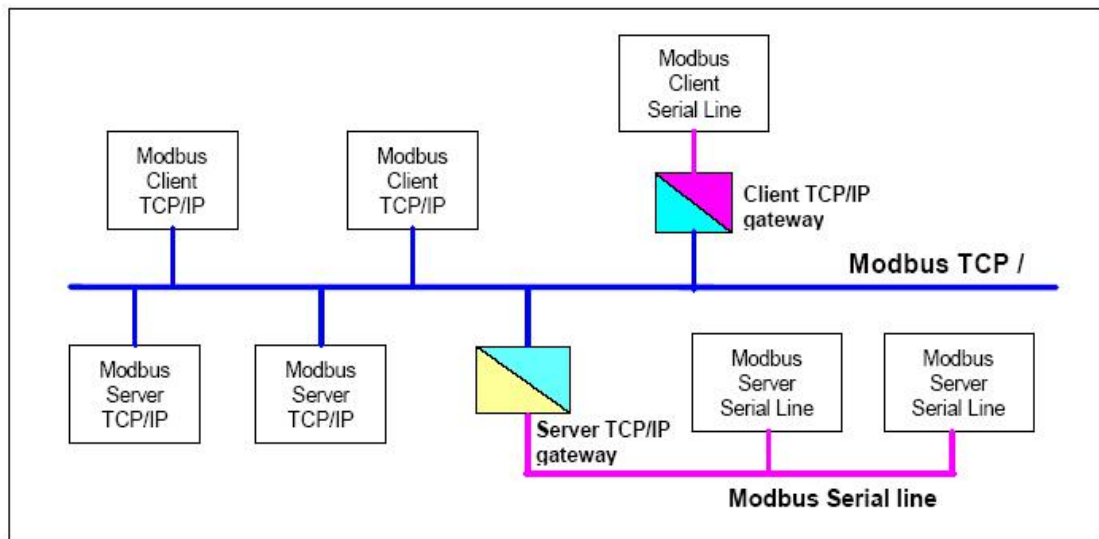 Modbus
Client
Serial Line
Modbus
Client
TCP/IP
Modbus
Client
TCP/IP
Client TCP/IP
gateway
Modbus TCP /
Modbus
Server
TCP/IP
Modbus
Server
TCP/IP
Server TCP/IP
gateway
Modbus
Server
Serial Line
Modbus
Server
Serial Line
Modbus Serial line